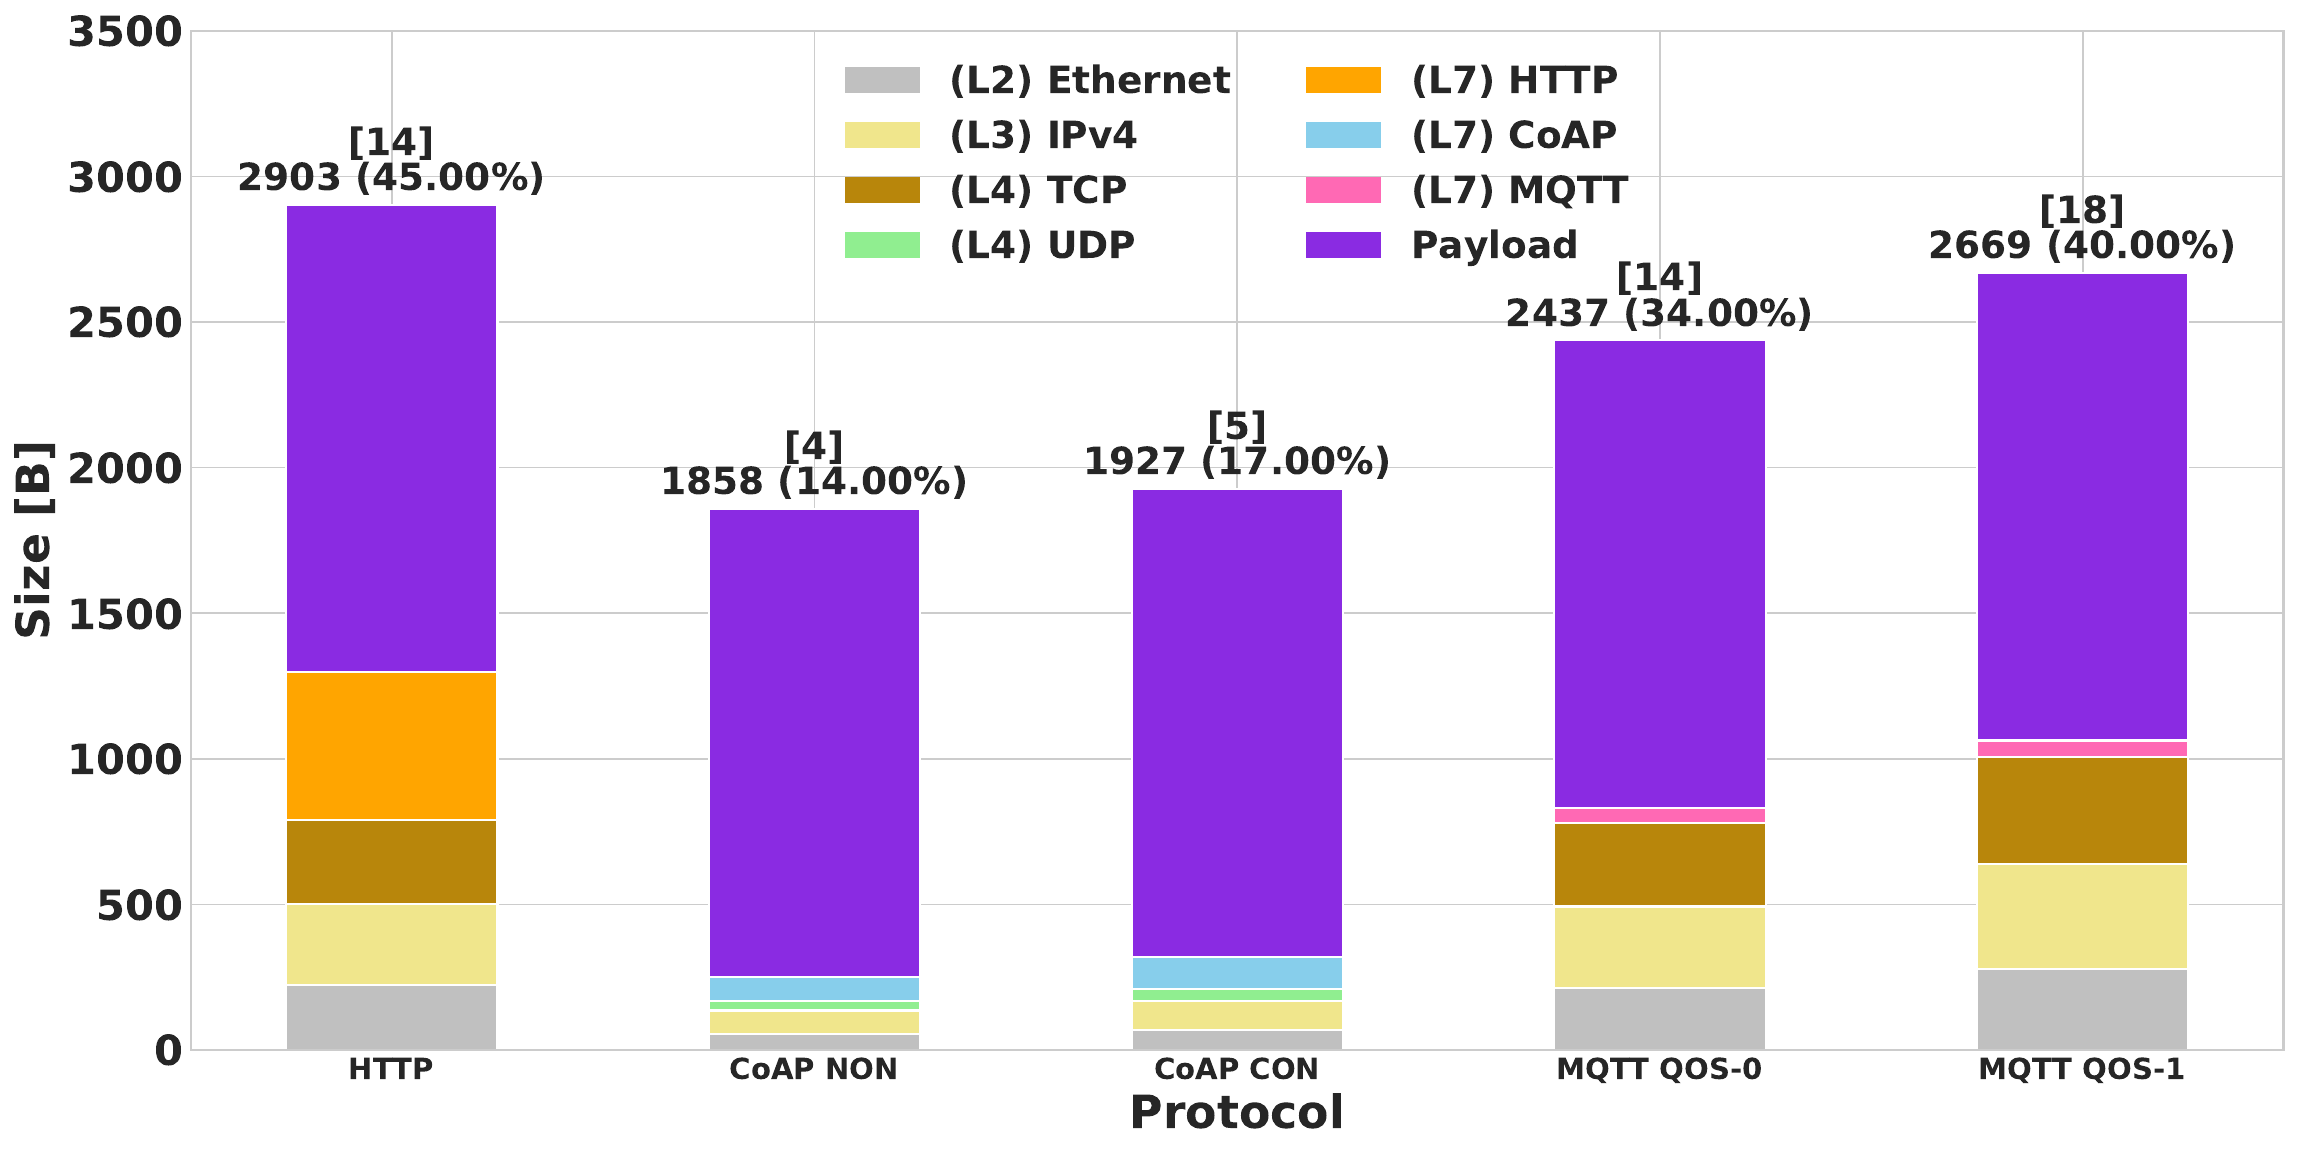 3500
3000
2500
2000
1500
1000
500
0
Size [B]
(L2) Ethernet
(L3) IPv4
(L4) TCP
(L4) UDP
(L7) HTTP
(L7) CoAP
(L7) MQTT
Payload
[14]
2903 (45.00%)
[4]
1858 (14.00%)
[5]
1927 (17.00%)
[14]
2437 (34.00%)
[18]
2669 (40.00%)
HTTP
CoAP NON
CoAP CON
MQTT QOS-0
MQTT QOS-1
Protocol